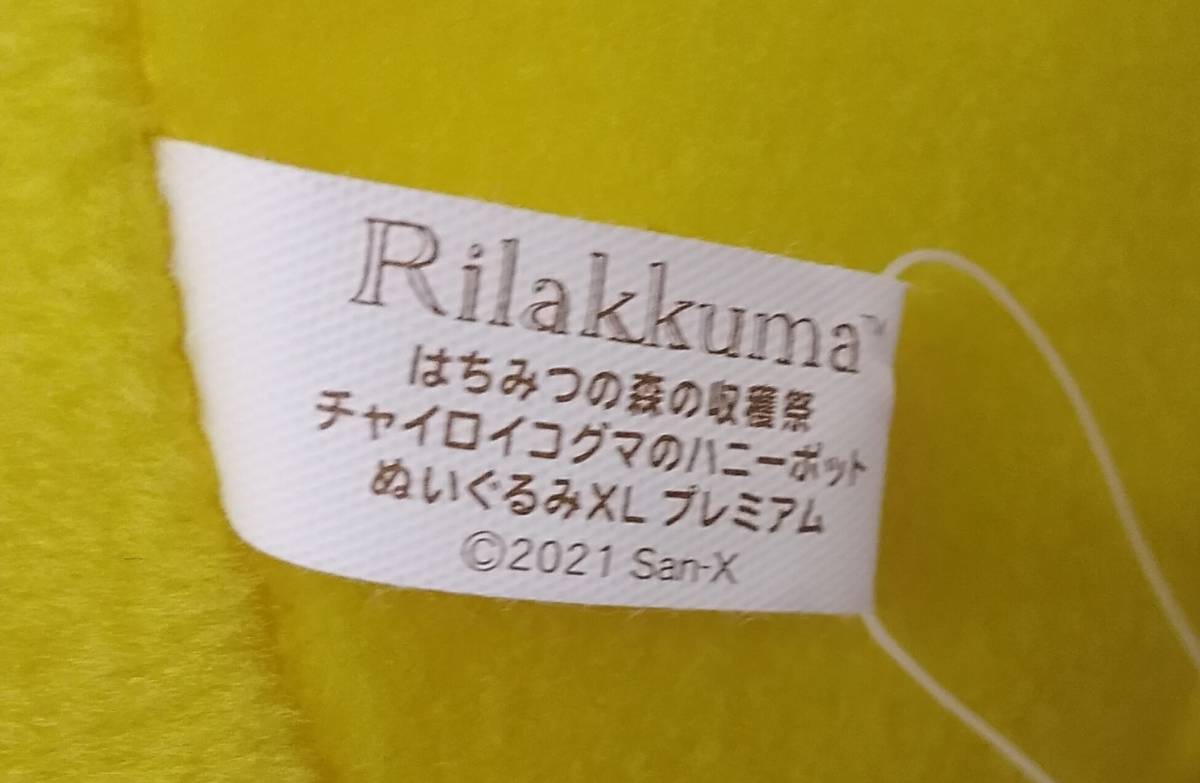 Rilakkuma™
はちみつの森の収穫祭
チャイロイコグマのハニーポット
ぬいぐるみXL プレミアム
©2021 San-X